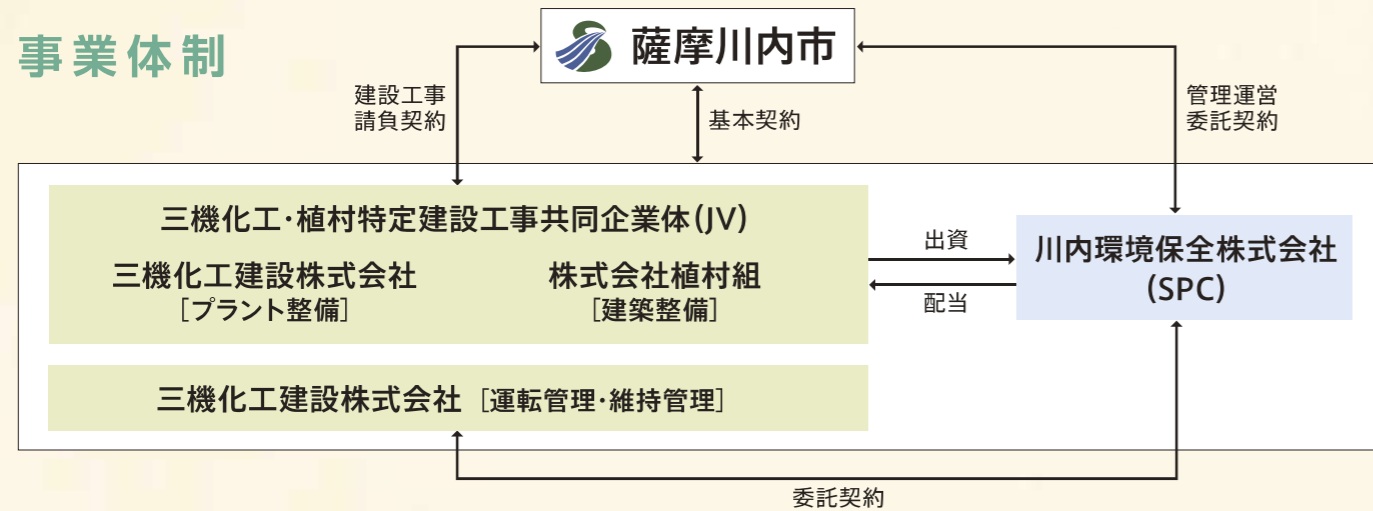 事業体制
薩摩川内市
建設工事
請負契約
基本契約
管理運営
委託契約
三機化工・植村特定建設工事共同企業体(JV)
三機化工建設株式会社
［プラント整備］
株式会社植村組
［建築整備］
出資
配当
川内環境保全株式会社
(SPC)
三機化工建設株式会社［運転管理・維持管理］
委託契約